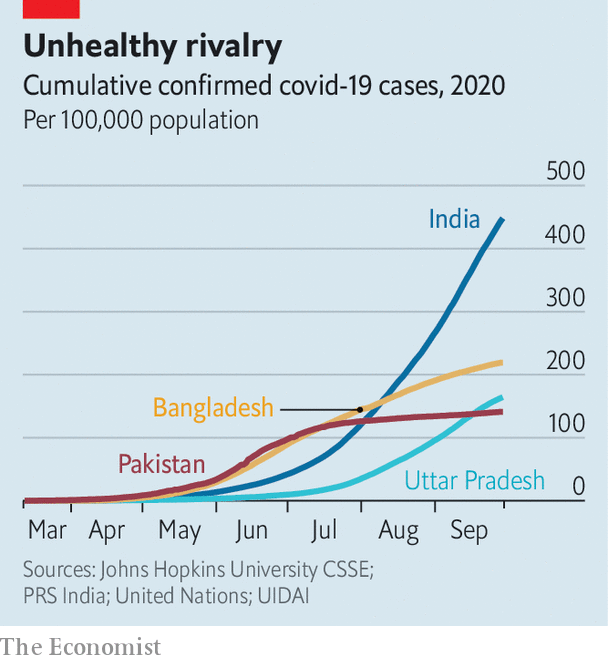 Unhealthy rivalry
Cumulative confirmed covid-19 cases, 2020
Per 100,000 population
500
India
400
300
200
Bangladesh
100
Pakistan
Uttar Pradesh
0
Mar Apr May Jun Jul Aug Sep
Sources: Johns Hopkins University CSSE;
PRS India; United Nations; UIDAI
The Economist